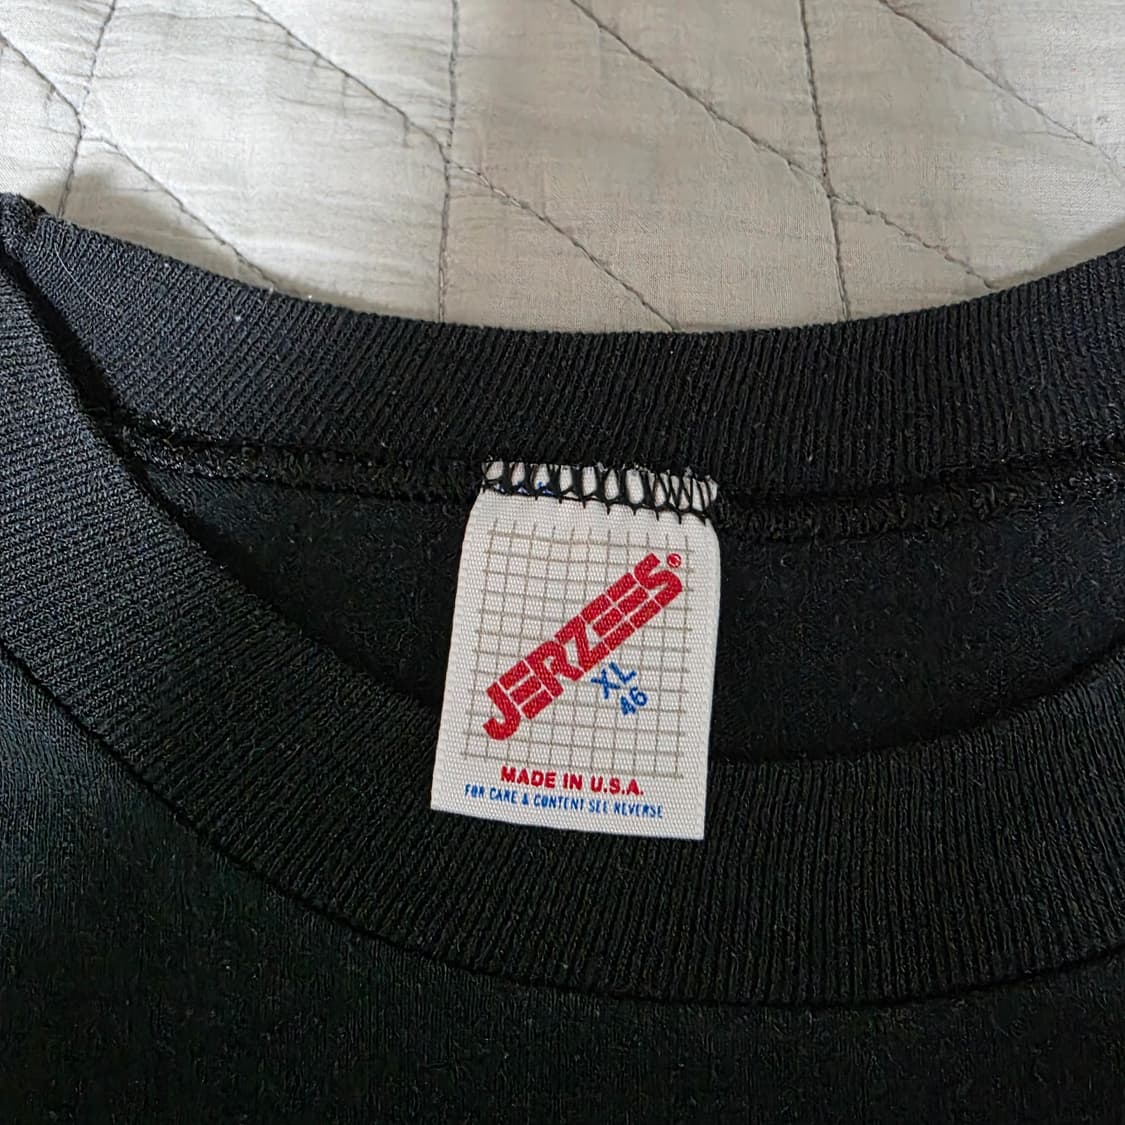 JERZEES®
XL
46
MADE IN U.S.A.
FOR CARE & CONTENT SEE REVERSE